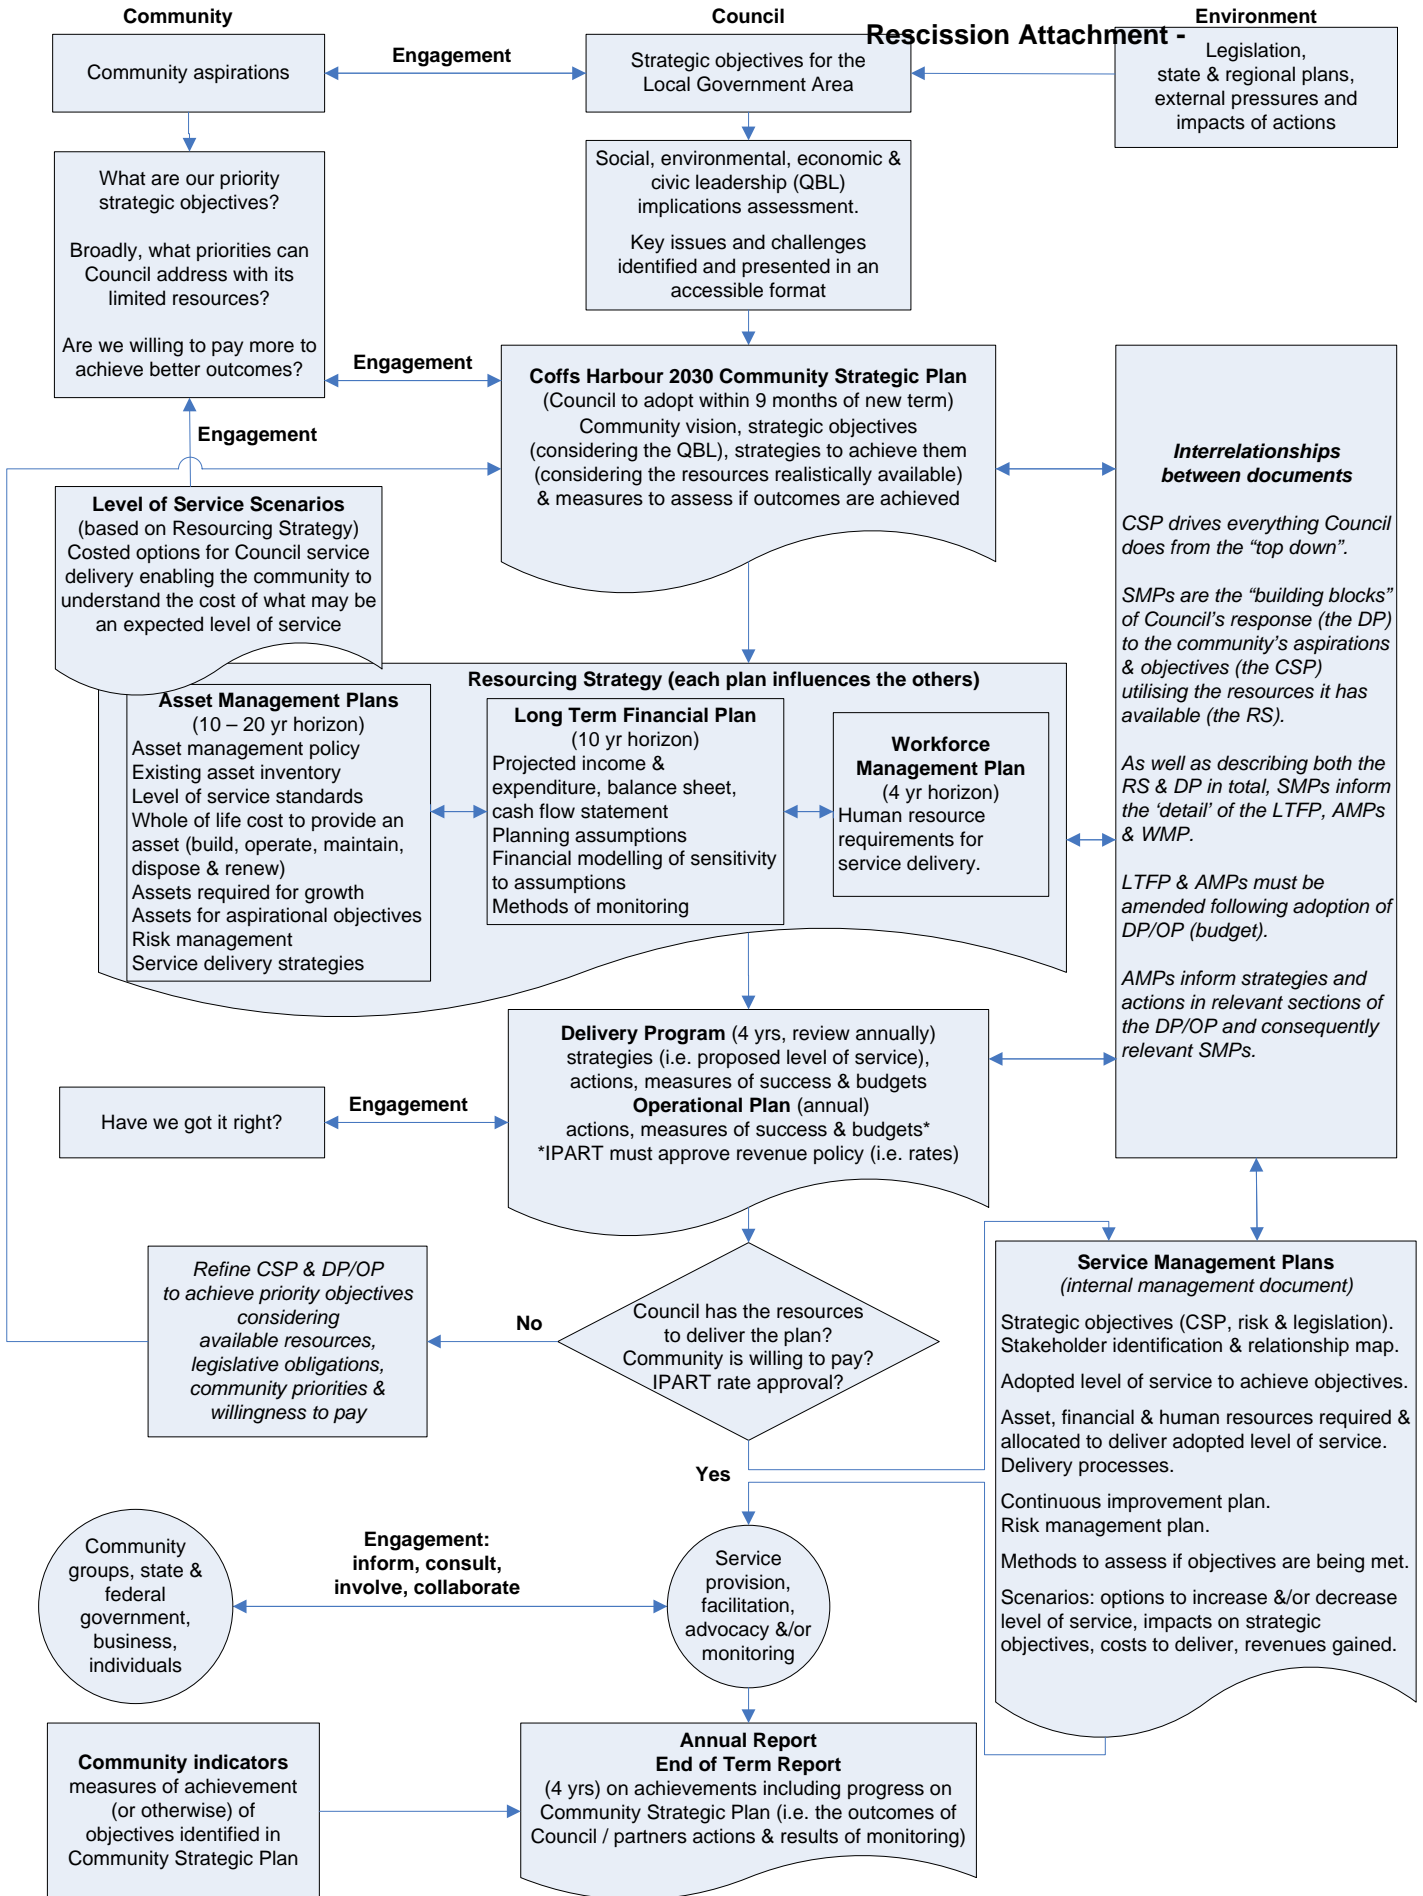 Community
Council
Environment
Rescission Attachment -
Community aspirations
Engagement
Strategic objectives for the
Local Government Area
Legislation,
state & regional plans,
external pressures and
impacts of actions
What are our priority
strategic objectives?
Broadly, what priorities can
Council address with its
limited resources?
Are we willing to pay more to
achieve better outcomes?
Social, environmental, economic &
civic leadership (QBL)
implications assessment.
Key issues and challenges
identified and presented in an
accessible format
Engagement
Coffs Harbour 2030 Community Strategic Plan
(Council to adopt within 9 months of new term)
Community vision, strategic objectives
(considering the QBL), strategies to achieve them
(considering the resources realistically available)
& measures to assess if outcomes are achieved
Engagement
Level of Service Scenarios
(based on Resourcing Strategy)
Costed options for Council service
delivery enabling the community to
understand the cost of what may be
an expected level of service
Interrelationships
between documents
CSP drives everything Council
does from the “top down”.
SMPs are the “building blocks”
of Council’s response (the DP)
to the community’s aspirations
& objectives (the CSP)
utilising the resources it has
available (the RS).
As well as describing both the
RS & DP in total, SMPs inform
the ‘detail’ of the LTFP, AMPs
& WMP.
LTFP & AMPs must be
amended following adoption of
DP/OP (budget).
AMPs inform strategies and
actions in relevant sections of
the DP/OP and consequently
relevant SMPs.
Resourcing Strategy (each plan influences the others)
Asset Management Plans
(10 – 20 yr horizon)
Asset management policy
Existing asset inventory
Level of service standards
Whole of life cost to provide an
asset (build, operate, maintain,
dispose & renew)
Assets required for growth
Assets for aspirational objectives
Risk management
Service delivery strategies
Long Term Financial Plan
(10 yr horizon)
Projected income &
expenditure, balance sheet,
cash flow statement
Planning assumptions
Financial modelling of sensitivity
to assumptions
Methods of monitoring
Workforce
Management Plan
(4 yr horizon)
Human resource
requirements for
service delivery.
Delivery Program (4 yrs, review annually)
strategies (i.e. proposed level of service),
actions, measures of success & budgets
Operational Plan (annual)
actions, measures of success & budgets*
*IPART must approve revenue policy (i.e. rates)
Have we got it right?
Engagement
Refine CSP & DP/OP
to achieve priority objectives
considering
available resources,
legislative obligations,
community priorities &
willingness to pay
No
Council has the resources
to deliver the plan?
Community is willing to pay?
IPART rate approval?
Yes
Service Management Plans
(internal management document)
Strategic objectives (CSP, risk & legislation).
Stakeholder identification & relationship map.
Adopted level of service to achieve objectives.
Asset, financial & human resources required &
allocated to deliver adopted level of service.
Delivery processes.
Continuous improvement plan.
Risk management plan.
Methods to assess if objectives are being met.
Scenarios: options to increase &/or decrease
level of service, impacts on strategic
objectives, costs to deliver, revenues gained.
Community
groups, state &
federal
government,
business,
individuals
Engagement:
inform, consult,
involve, collaborate
Service
provision,
facilitation,
advocacy &/or
monitoring
Community indicators
measures of achievement
(or otherwise) of
objectives identified in
Community Strategic Plan
Annual Report
End of Term Report
(4 yrs) on achievements including progress on
Community Strategic Plan (i.e. the outcomes of
Council / partners actions & results of monitoring)